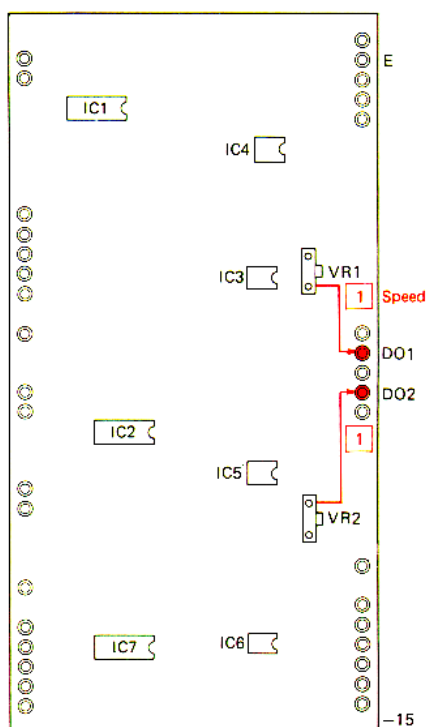 E
IC1
IC4
IC3
VR1
1 Speed
DO1
DO2
IC2
1
IC5
VR2
IC7
IC6
-15